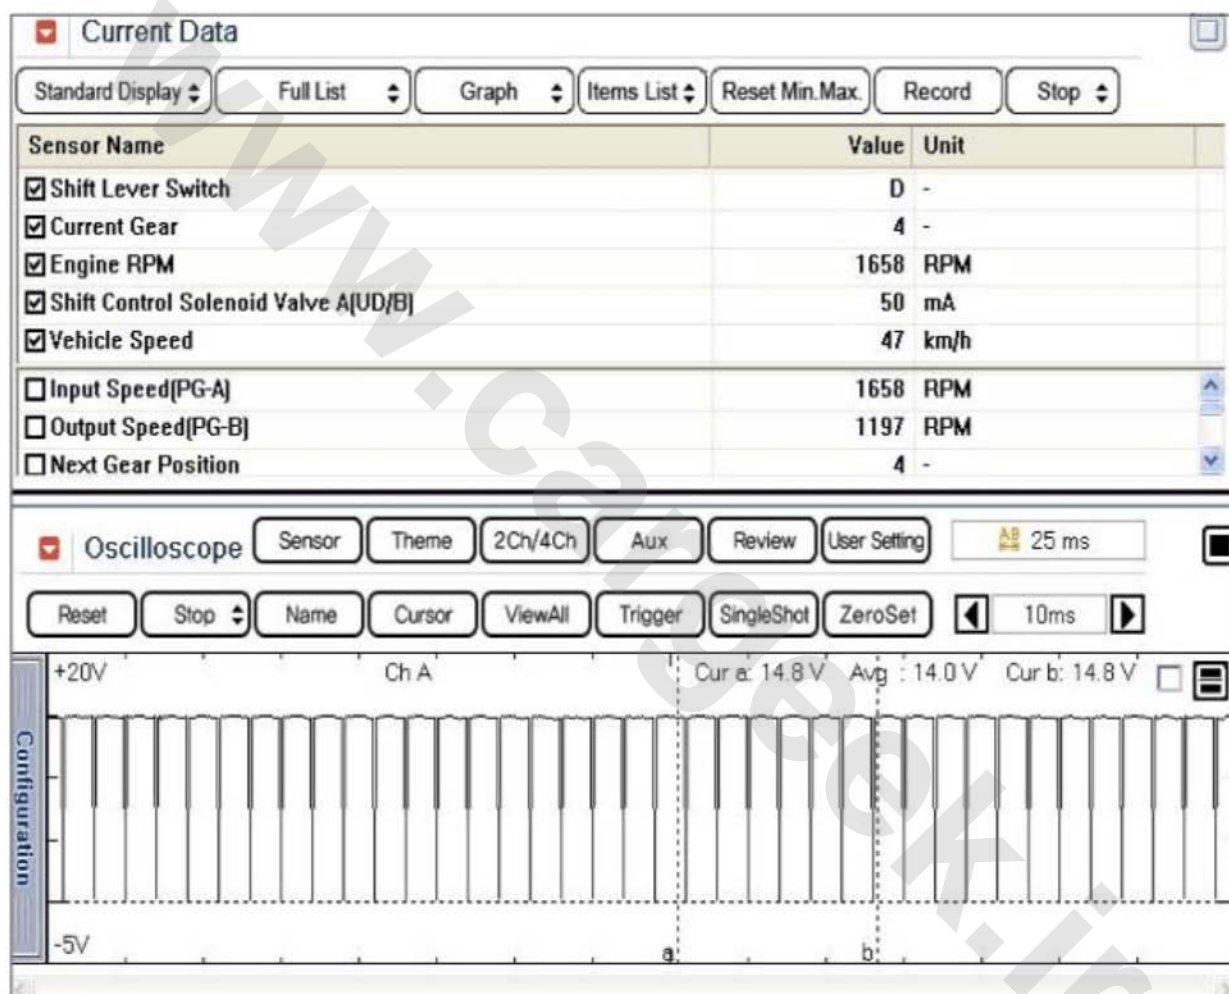 Current Data
Standard Display Full List Graph Items List Reset Min.Max. Record Stop
Sensor Name Value Unit
Shift Lever Switch D -
Current Gear 4 -
Engine RPM 1658 RPM
Shift Control Solenoid Valve A(UD/B) 50 mA
Vehicle Speed 47 km/h
Input Speed(PG-A) 1658 RPM
Output Speed(PG-B) 1197 RPM
Next Gear Position 4 -
Oscilloscope Sensor Theme 2Ch/4Ch Aux Review User Setting AB 25 ms
Reset Stop Name Cursor ViewAll Trigger SingleShot ZeroSet 10ms
+20V Ch A Cur a: 14.8 V Avg : 14.0 V Cur b: 14.8 V
Configuration
-5V a b
www.cargeek.ir